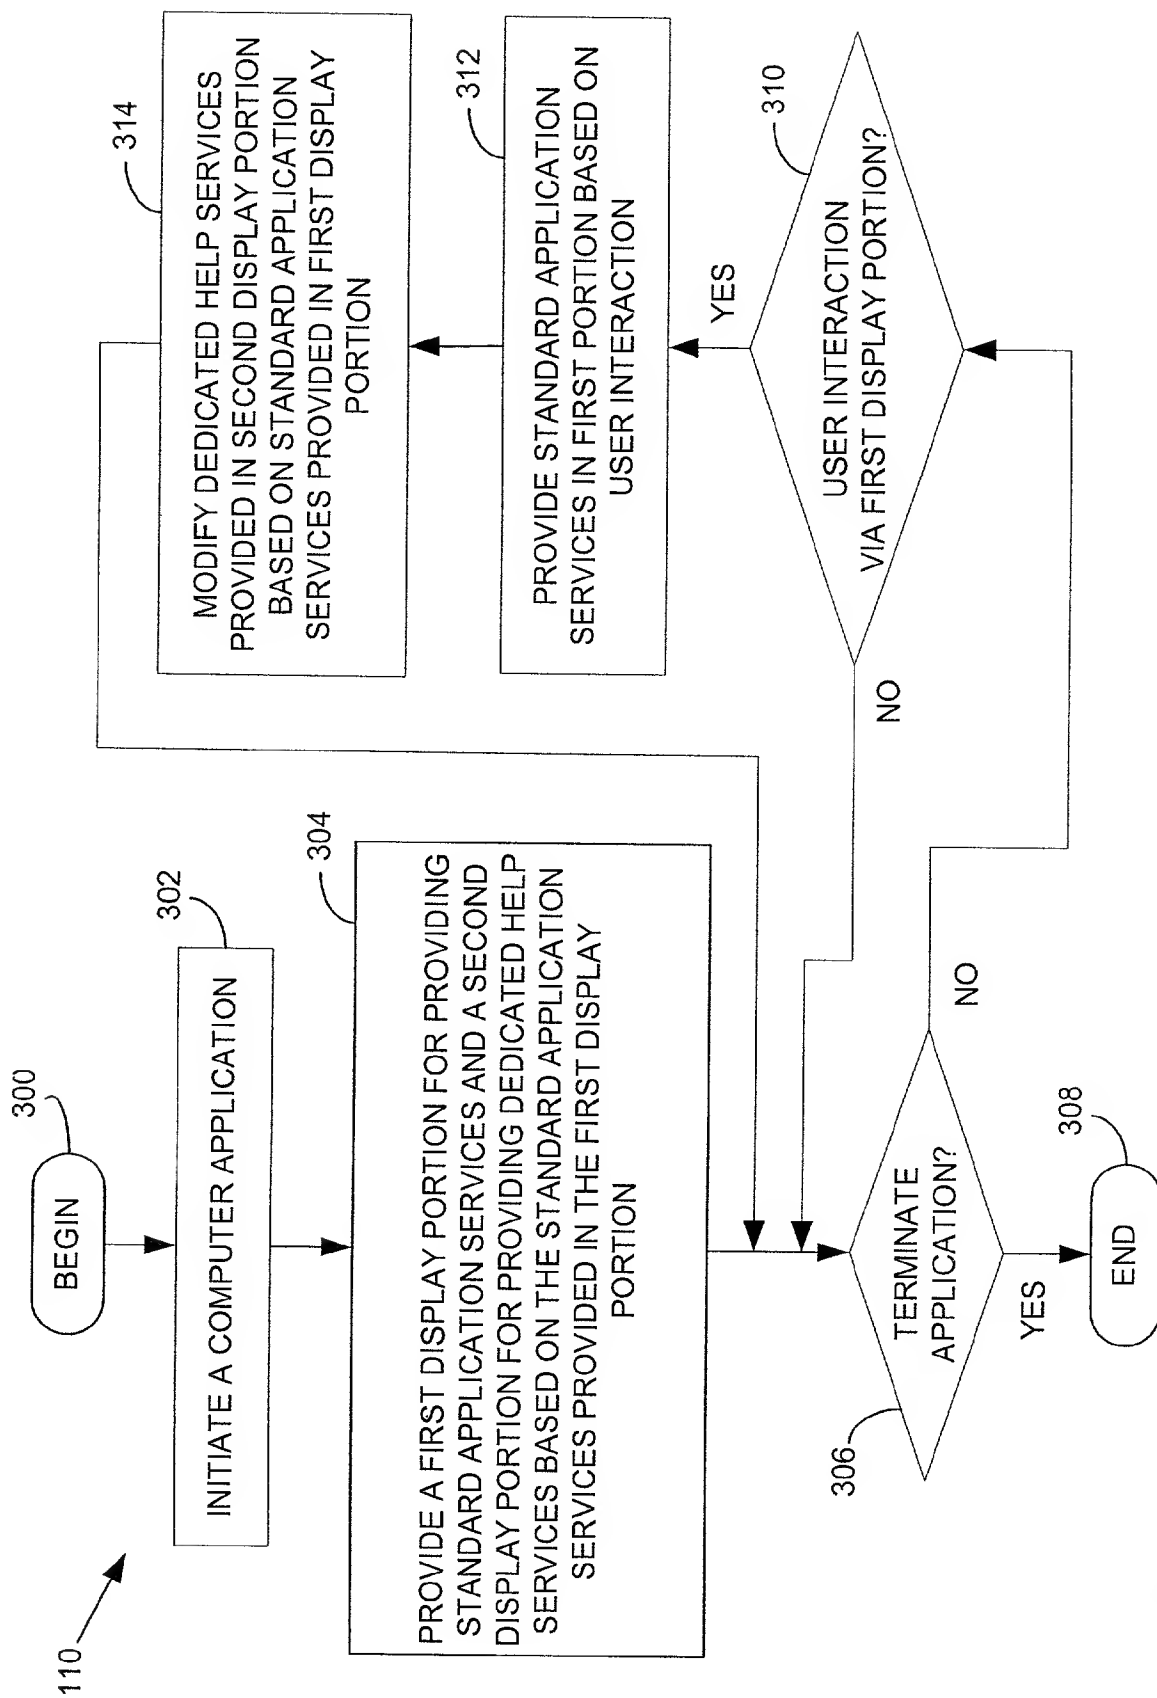 110
300
BEGIN
302
INITIATE A COMPUTER APPLICATION
304
PROVIDE A FIRST DISPLAY PORTION FOR PROVIDING
STANDARD APPLICATION SERVICES AND A SECOND
DISPLAY PORTION FOR PROVIDING DEDICATED HELP
SERVICES BASED ON THE STANDARD APPLICATION
SERVICES PROVIDED IN THE FIRST DISPLAY
PORTION
306
TERMINATE
APPLICATION?
NO
YES
308
END
310
USER INTERACTION
VIA FIRST DISPLAY PORTION?
NO
YES
312
PROVIDE STANDARD APPLICATION
SERVICES IN FIRST PORTION BASED ON
USER INTERACTION
314
MODIFY DEDICATED HELP SERVICES
PROVIDED IN SECOND DISPLAY PORTION
BASED ON STANDARD APPLICATION
SERVICES PROVIDED IN FIRST DISPLAY
PORTION